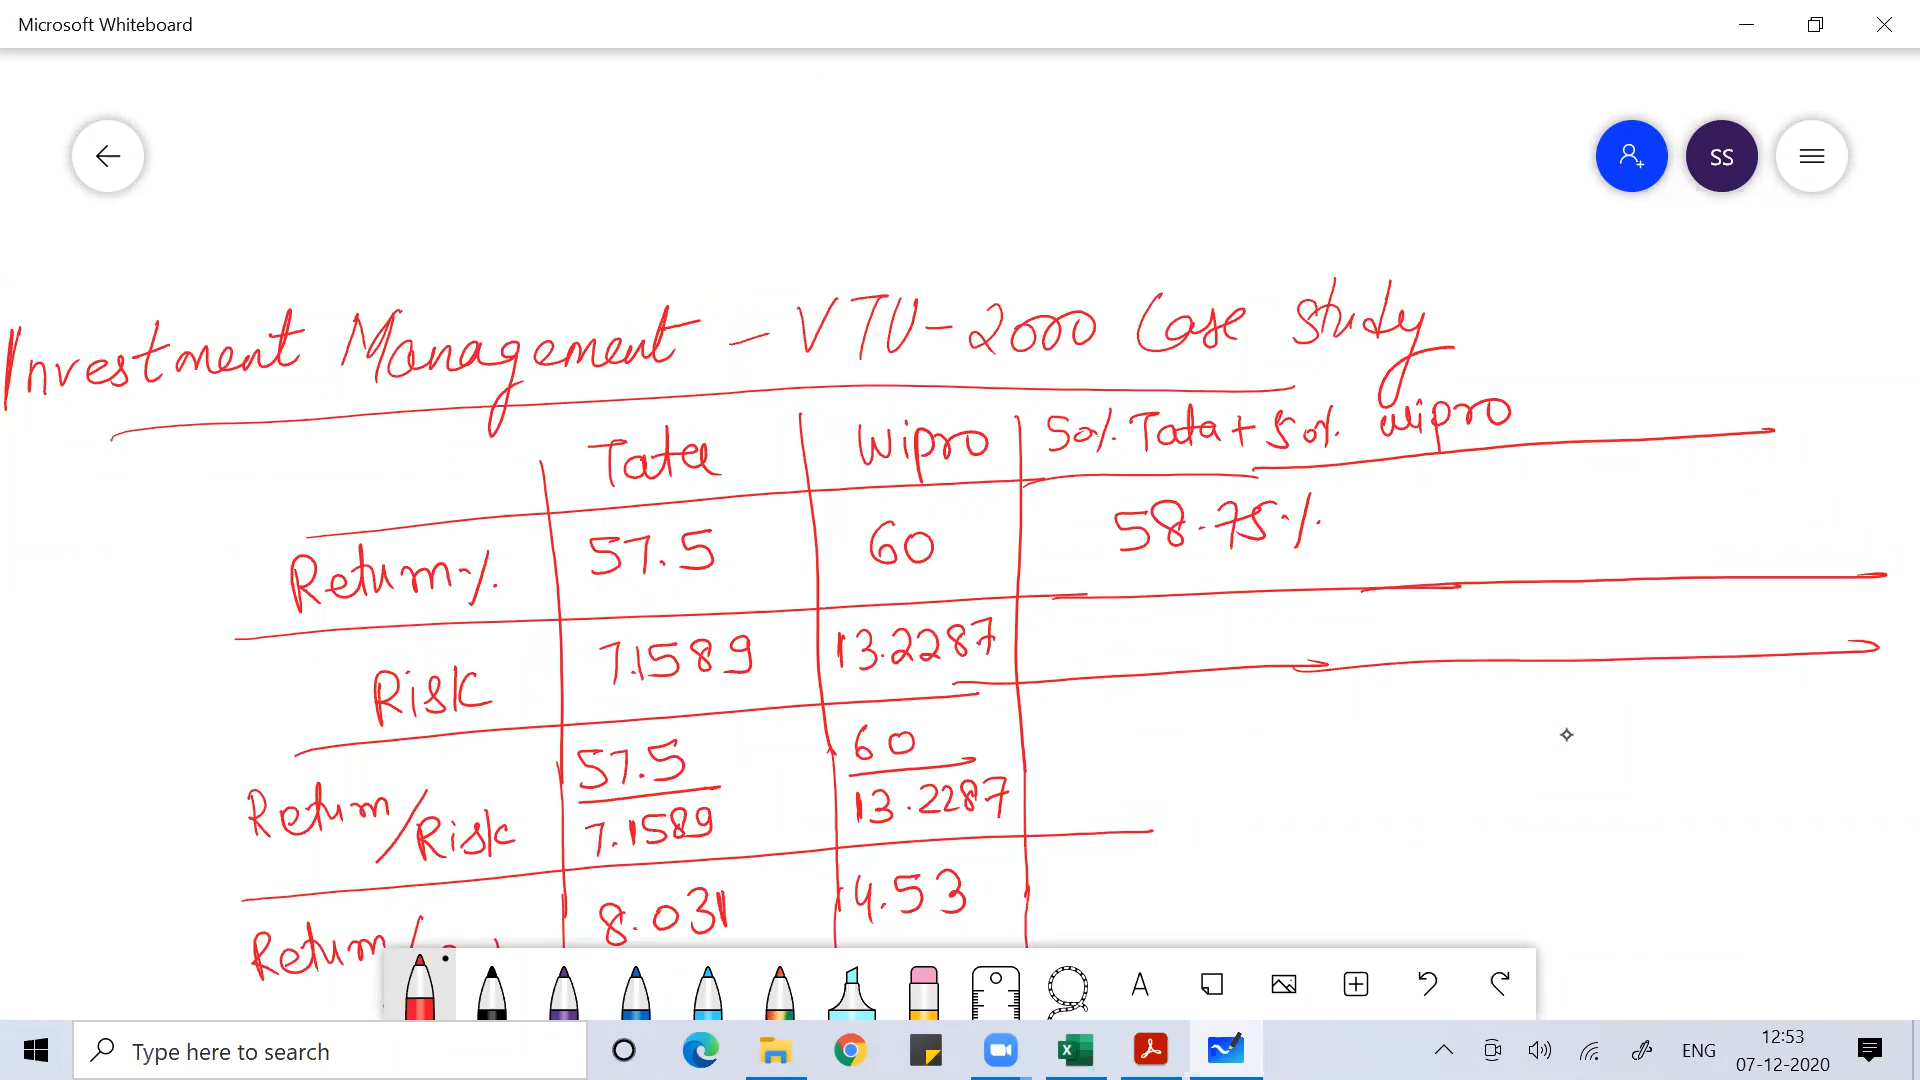 Microsoft Whiteboard
SS
Investment Management - VTU-2000 Case Study
Tata Wipro 50% Tata + 50% wipro
Return % 57.5 60 58.75%
Risk 7.1589 13.2287
Return/Risk 57.5/7.1589 60/13.2287
Return/ 8.031 4.53
A
Type here to search
ENG
12:53
07-12-2020